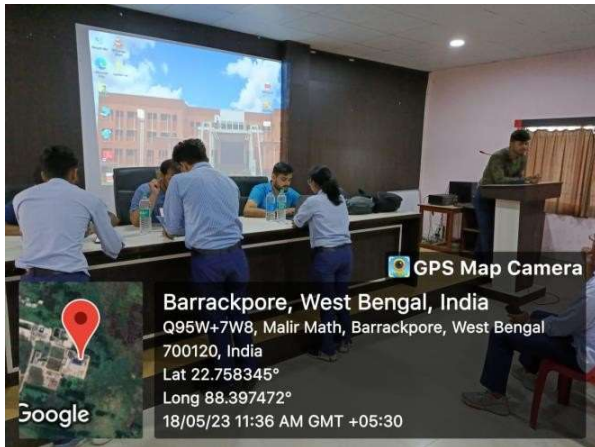 GPS Map Camera
Barrackpore, West Bengal, India
Q95W+7W8, Malir Math, Barrackpore, West Bengal
700120, India
Lat 22.758345°
Long 88.397472°
18/05/23 11:36 AM GMT +05:30
Google